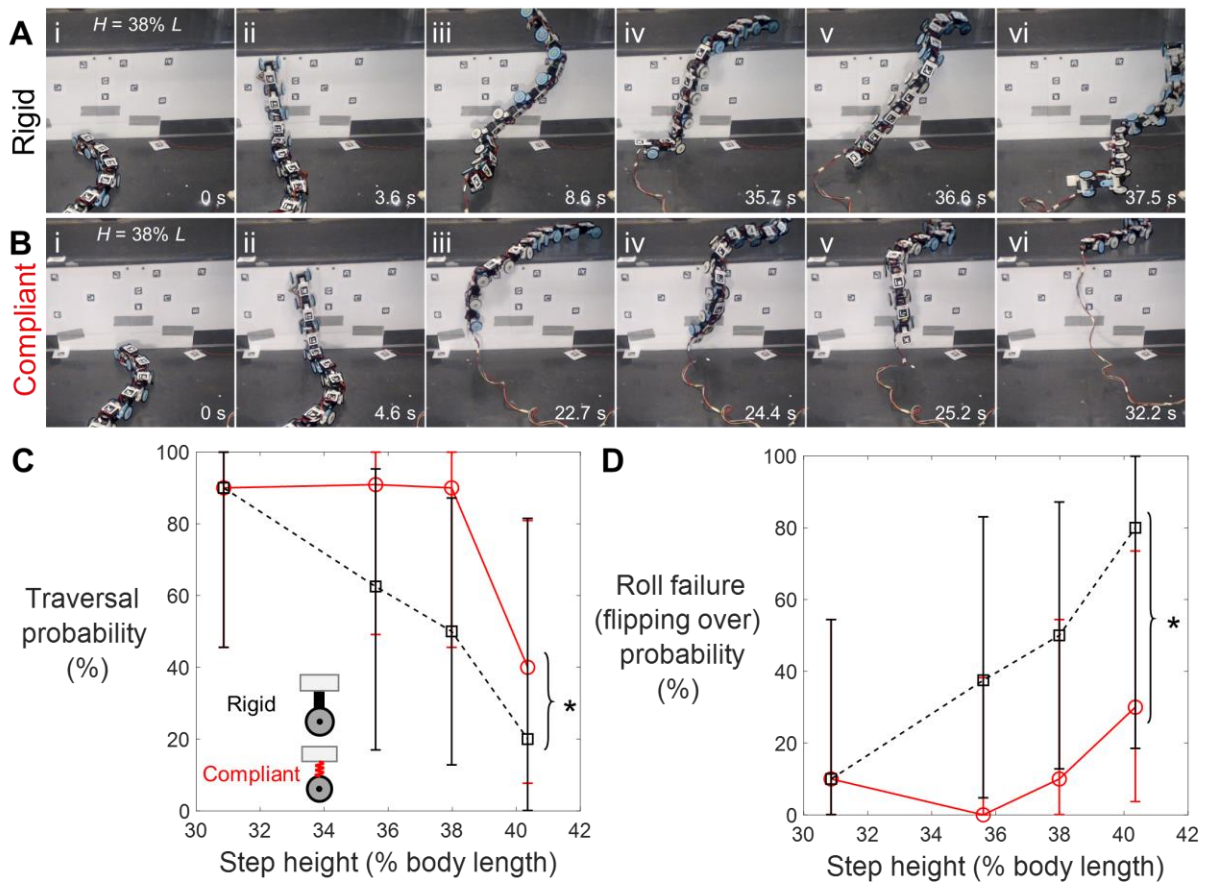 A
Rigid
i
H = 38% L
0 s
ii
3.6 s
iii
8.6 s
iv
35.7 s
v
36.6 s
vi
37.5 s
B
Compliant
i
H = 38% L
0 s
ii
4.6 s
iii
22.7 s
iv
24.4 s
v
25.2 s
vi
32.2 s
C
Traversal
probability
(%)
100
80
60
40
20
0
30 32 34 36 38 40 42
Step height (% body length)
Rigid
Compliant
*
D
Roll failure
(flipping over)
probability
(%)
100
80
60
40
20
0
30 32 34 36 38 40 42
Step height (% body length)
*